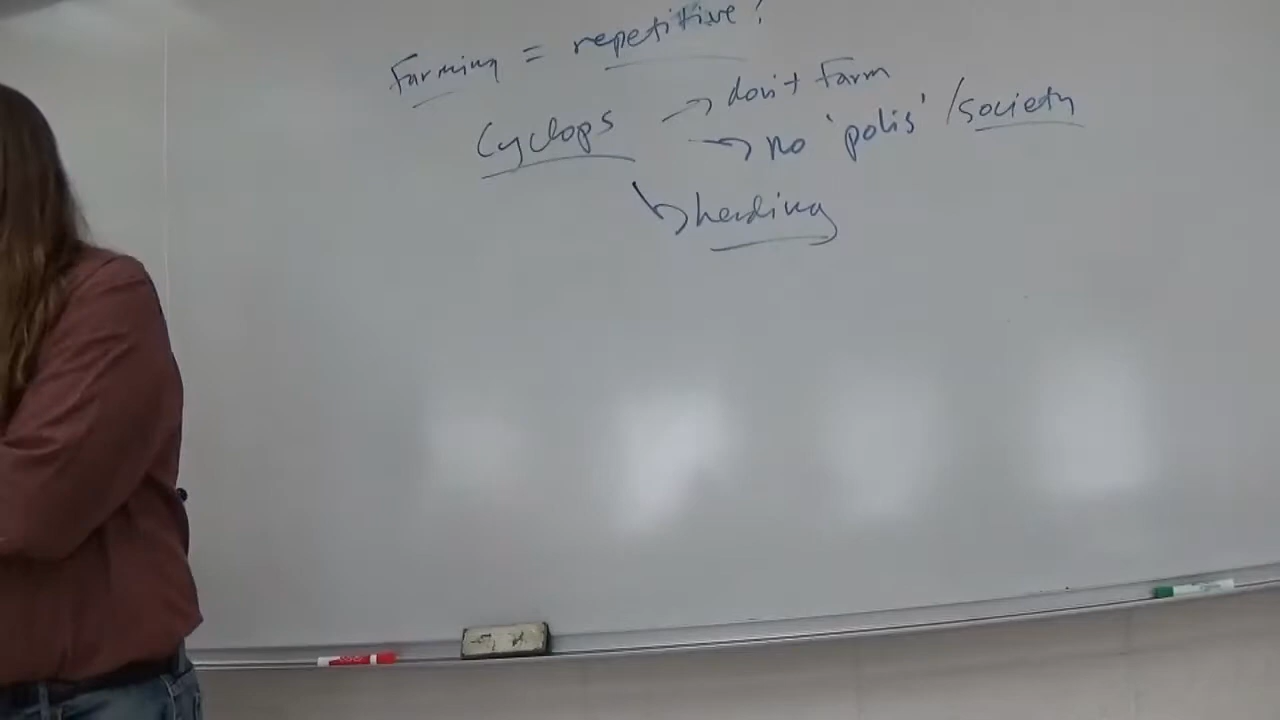 Farming = repetitive?
Cyclops → don't farm
→ no 'polis' / society
↳ herding